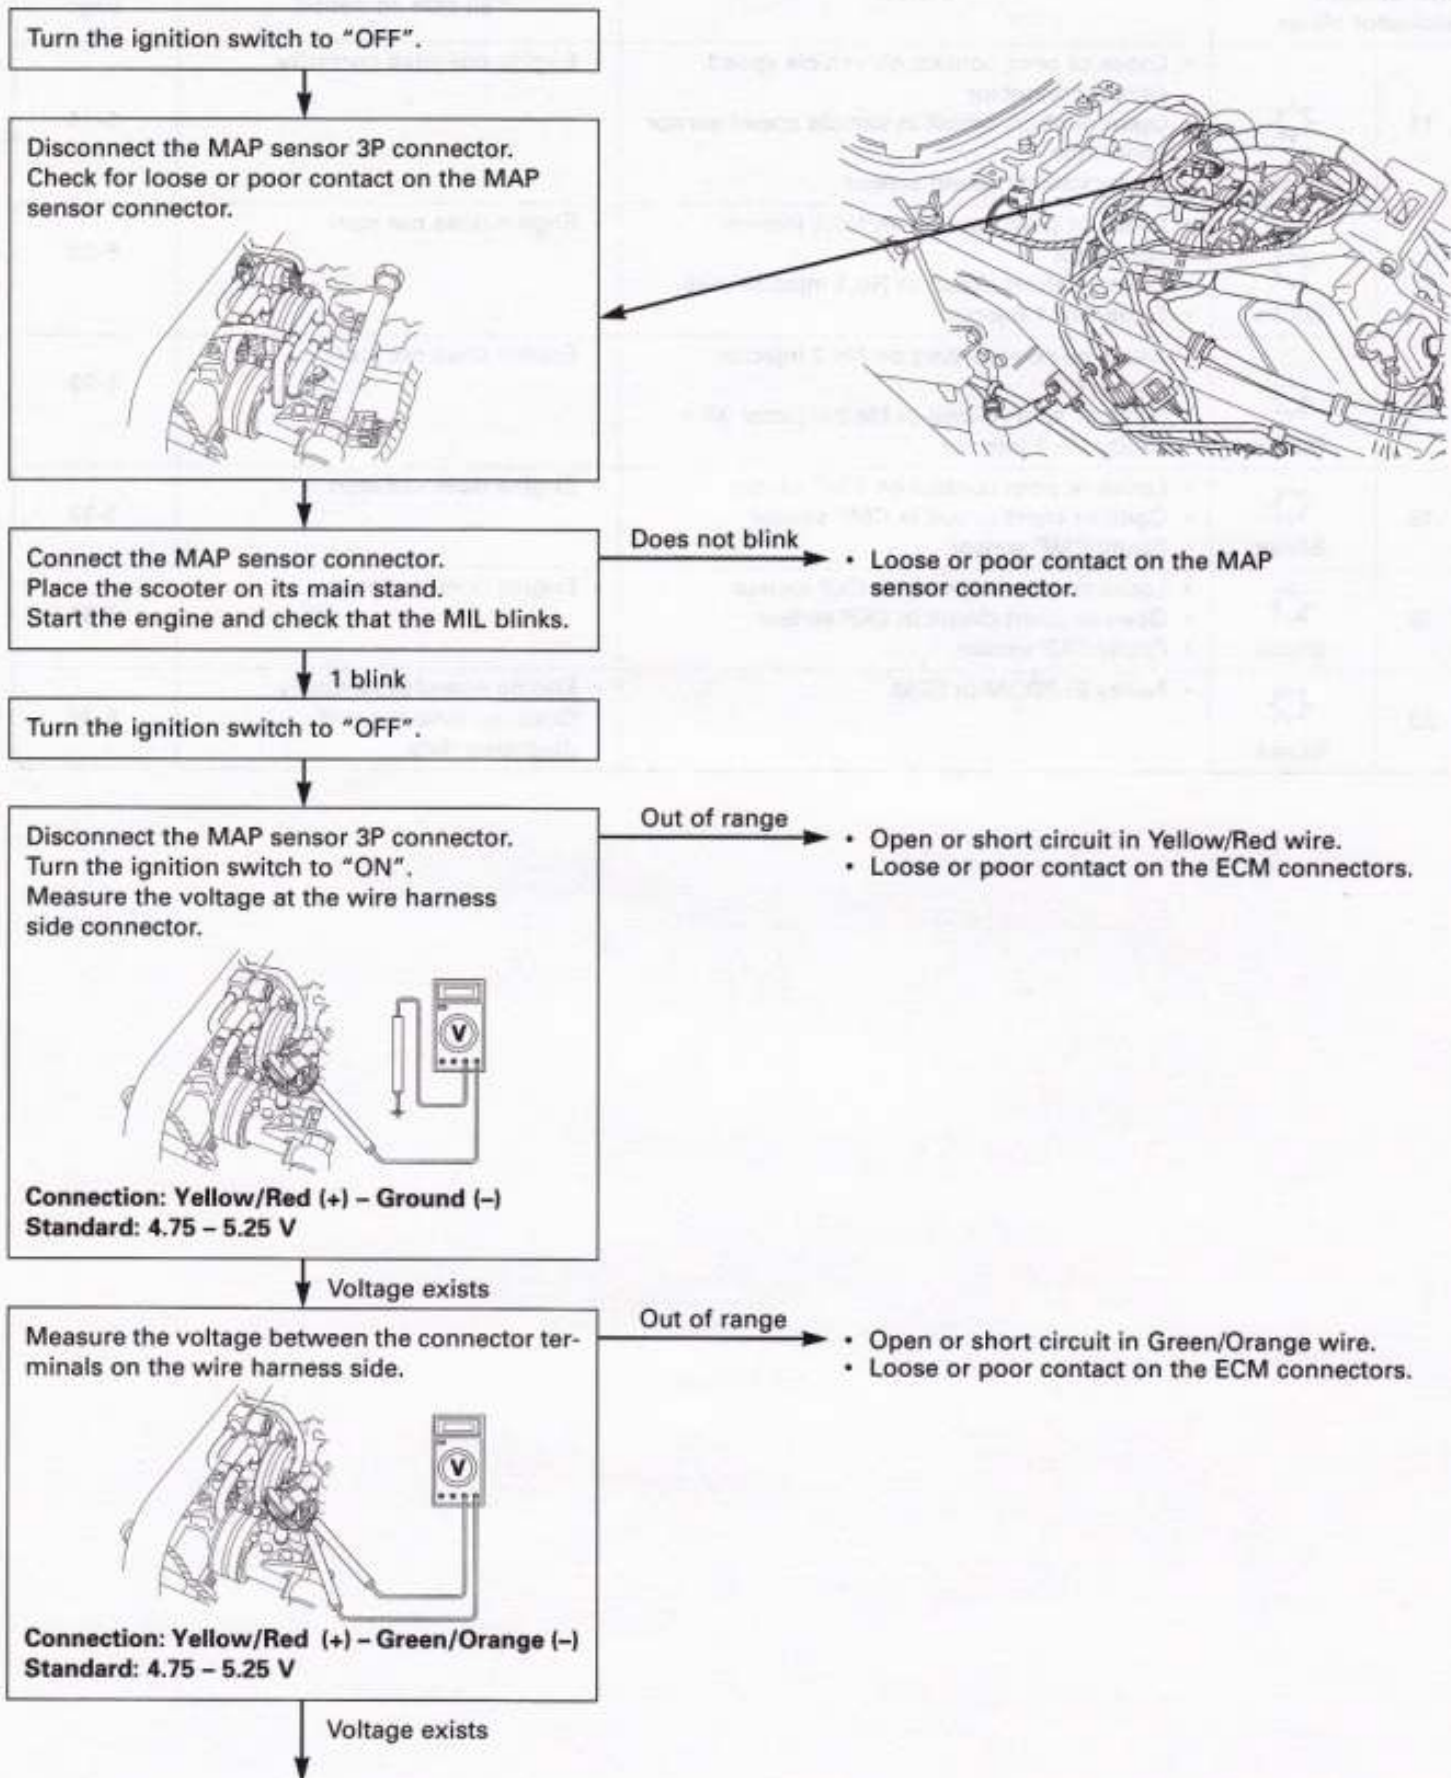 Turn the ignition switch to “OFF”.
Disconnect the MAP sensor 3P connector.
Check for loose or poor contact on the MAP
sensor connector.
Connect the MAP sensor connector.
Place the scooter on its main stand.
Start the engine and check that the MIL blinks.
Does not blink
• Loose or poor contact on the MAP
sensor connector.
1 blink
Turn the ignition switch to “OFF”.
Disconnect the MAP sensor 3P connector.
Turn the ignition switch to “ON”.
Measure the voltage at the wire harness
side connector.
V
Connection: Yellow/Red (+) – Ground (–)
Standard: 4.75 – 5.25 V
Out of range
• Open or short circuit in Yellow/Red wire.
• Loose or poor contact on the ECM connectors.
Voltage exists
Measure the voltage between the connector ter-
minals on the wire harness side.
V
Connection: Yellow/Red (+) – Green/Orange (–)
Standard: 4.75 – 5.25 V
Out of range
• Open or short circuit in Green/Orange wire.
• Loose or poor contact on the ECM connectors.
Voltage exists